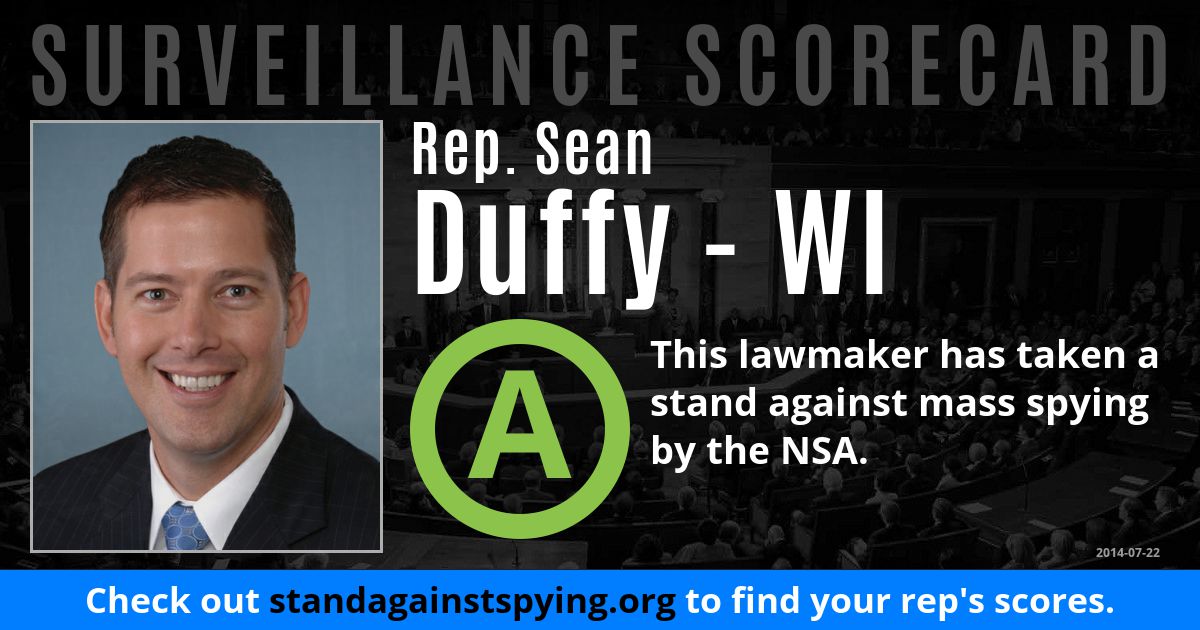 SURVEILLANCE SCORECARD
Rep. Sean
Duffy - WI
A
This lawmaker has taken a
stand against mass spying
by the NSA.
2014-07-22
Check out standagainstspying.org to find your rep's scores.